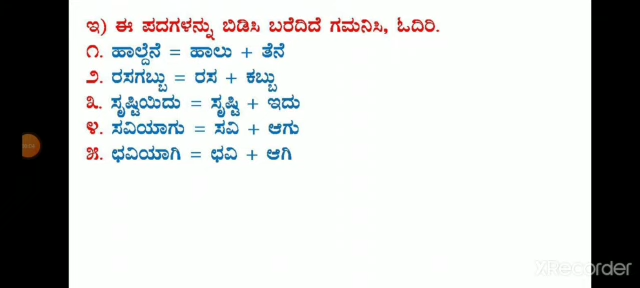 ಇ) ಈ ಪದಗಳನ್ನು ಬಿಡಿಸಿ ಬರೆದಿದೆ ಗಮನಿಸಿ, ಓದಿರಿ.
೧. ಹಾಲ್ದೆನೆ = ಹಾಲು + ತೆನೆ
೨. ರಸಗಬ್ಬು = ರಸ + ಕಬ್ಬು
೩. ಸೃಷ್ಟಿಯಿದು = ಸೃಷ್ಟಿ + ಇದು
೪. ಸವಿಯಾಗು = ಸವಿ + ಆಗು
೫. ಛವಿಯಾಗಿ = ಛವಿ + ಆಗಿ
XRecorder